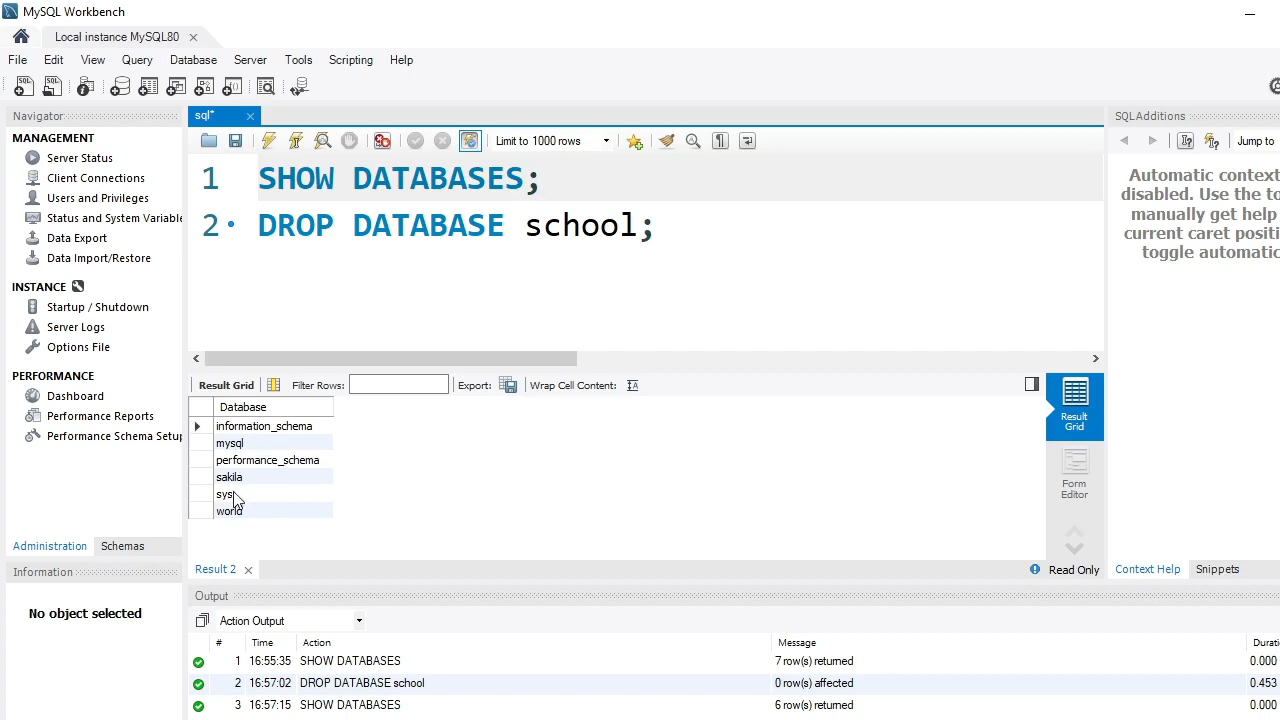 MySQL Workbench
Local instance MySQL80
File Edit View Query Database Server Tools Scripting Help
Navigator
MANAGEMENT
Server Status
Client Connections
Users and Privileges
Status and System Variable
Data Export
Data Import/Restore
INSTANCE
Startup / Shutdown
Server Logs
Options File
PERFORMANCE
Dashboard
Performance Reports
Performance Schema Setup
Administration Schemas
Information
No object selected
sql*
Limit to 1000 rows
1 SHOW DATABASES;
2 DROP DATABASE school;
Result Grid Filter Rows: Export: Wrap Cell Content:
Database
information_schema
mysql
performance_schema
sakila
sys
world
Result Grid
Form Editor
Result 2
Read Only
SQLAdditions
Jump to
Automatic context
disabled. Use the to
manually get help
current caret positi
toggle automatic
Context Help Snippets
Output
Action Output
# Time Action Message Durati
1 16:55:35 SHOW DATABASES 7 row(s) returned 0.000
2 16:57:02 DROP DATABASE school 0 row(s) affected 0.453
3 16:57:15 SHOW DATABASES 6 row(s) returned 0.000